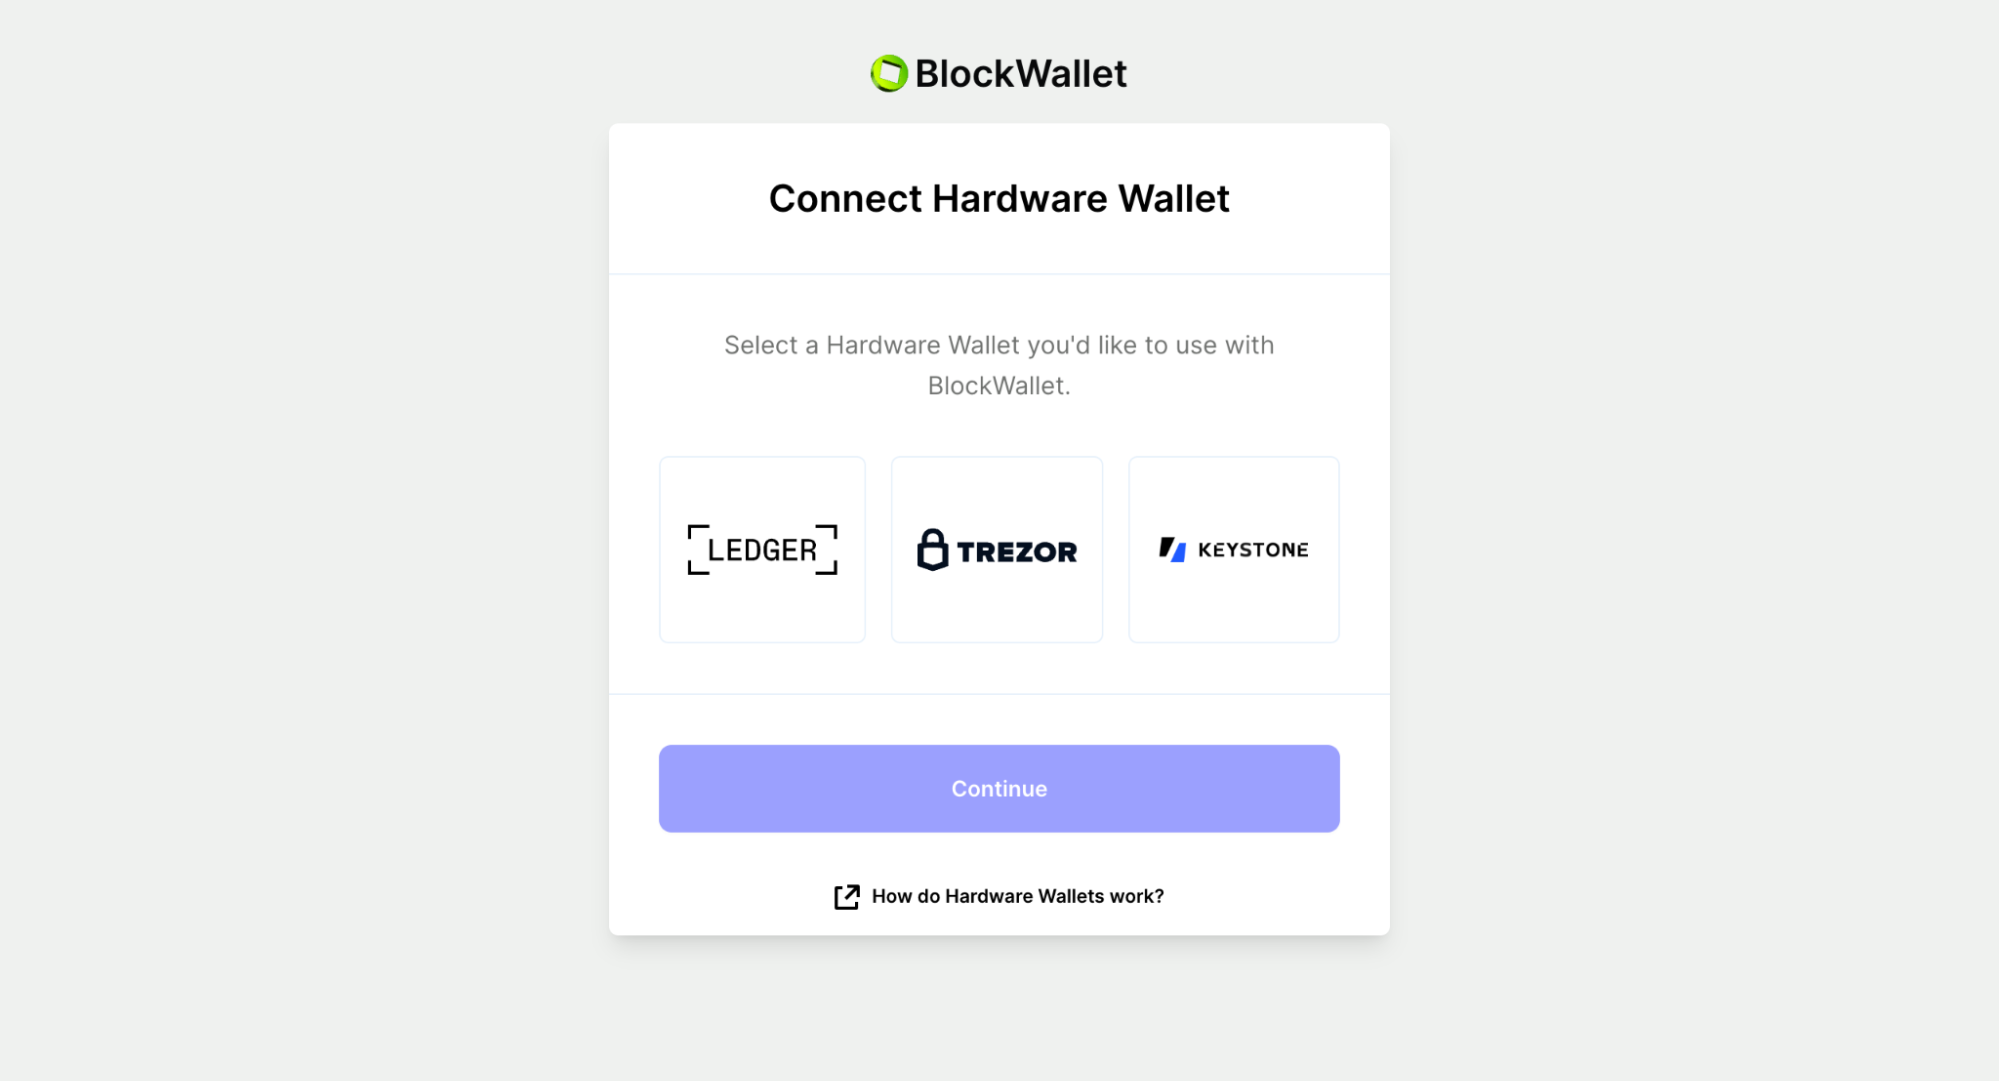 BlockWallet
Connect Hardware Wallet
Select a Hardware Wallet you'd like to use with
BlockWallet.
LEDGER
TREZOR
KEYSTONE
Continue
How do Hardware Wallets work?